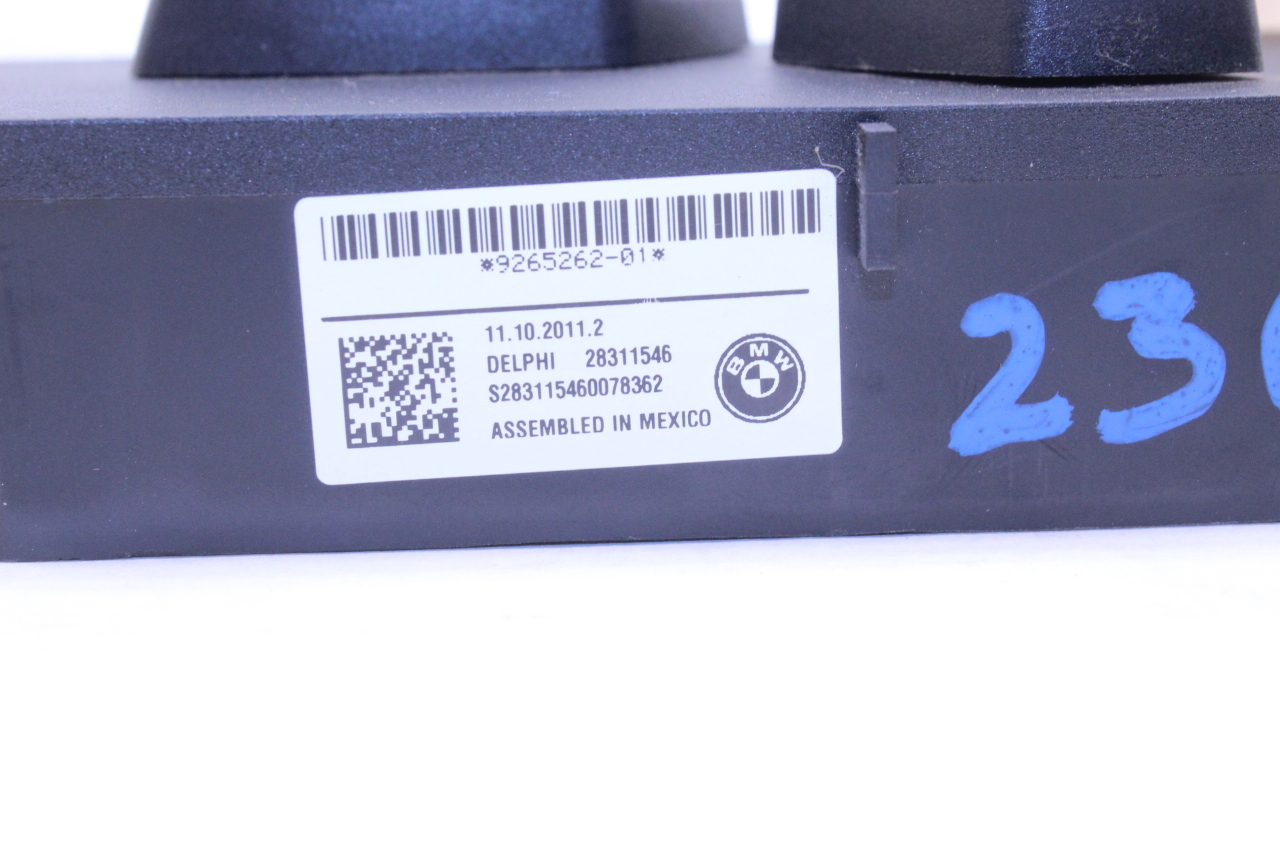 *9265262-01*
11.10.2011.2
DELPHI 28311546
S283115460078362
ASSEMBLED IN MEXICO
BMW
23